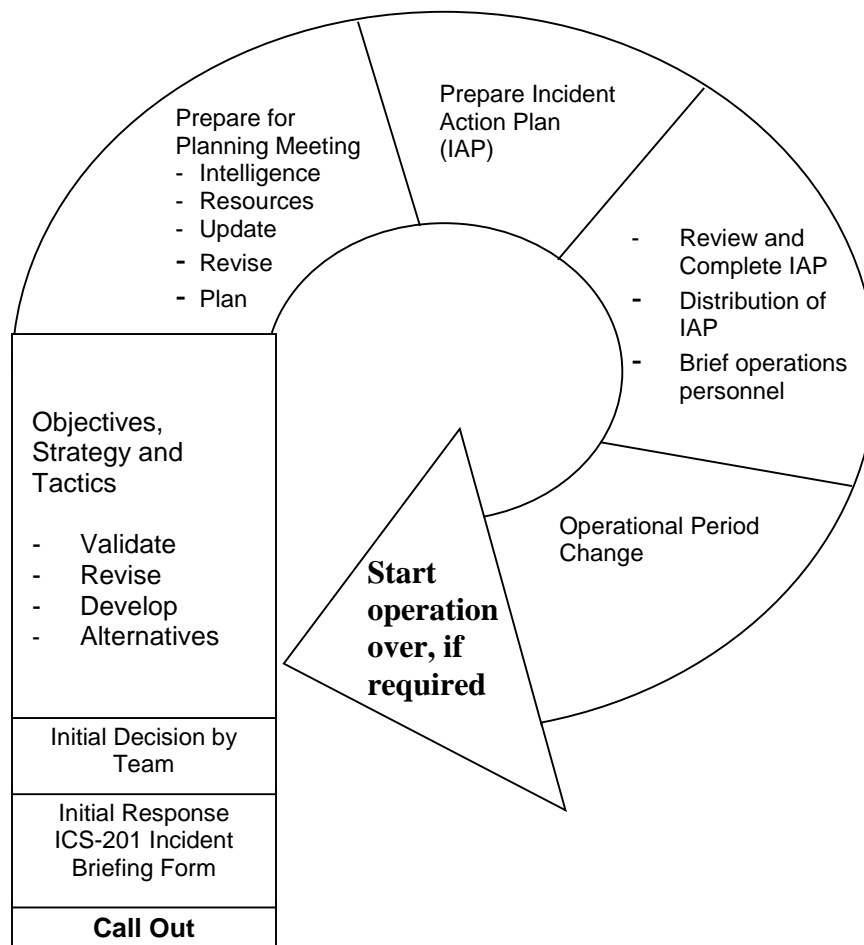 Prepare for
Planning Meeting
- Intelligence
- Resources
- Update
- Revise
- Plan
Prepare Incident
Action Plan
(IAP)
- Review and
Complete IAP
- Distribution of
IAP
- Brief operations
personnel
Operational Period
Change
Start
operation
over, if
required
Objectives,
Strategy and
Tactics
- Validate
- Revise
- Develop
- Alternatives
Initial Decision by
Team
Initial Response
ICS-201 Incident
Briefing Form
Call Out